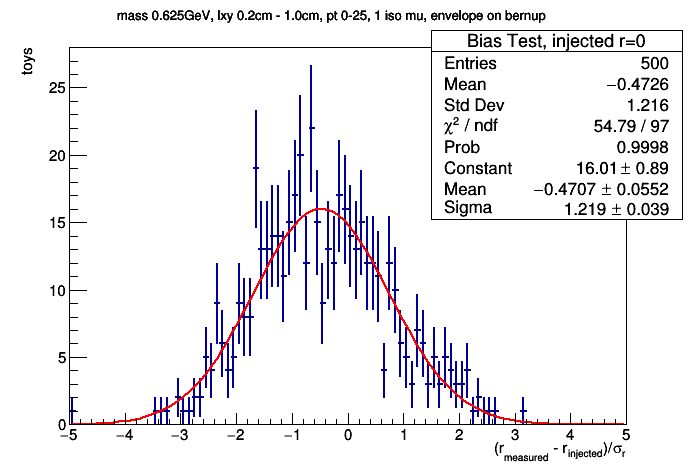 mass 0.625GeV, lxy 0.2cm - 1.0cm, pt 0-25, 1 iso mu, envelope on bernup
Bias Test, injected r=0
Entries 500
Mean −0.4726
Std Dev 1.216
χ² / ndf 54.79 / 97
Prob 0.9998
Constant 16.01 ± 0.89
Mean −0.4707 ± 0.0552
Sigma 1.219 ± 0.039
toys
25
20
15
10
5
0
−5 −4 −3 −2 −1 0 1 2 3 4 5
(r_measured - r_injected)/σ_r